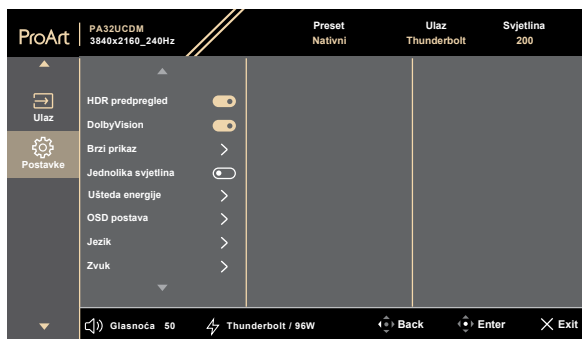 ProArt
PA32UCDM
3840x2160_240Hz
Preset
Nativni
Ulaz
Thunderbolt
Svjetlina
200
Ulaz
Postavke
HDR predpregled
DolbyVision
Brzi prikaz
Jednolika svjetlina
Ušteda energije
OSD postava
Jezik
Zvuk
Glasnoća 50
Thunderbolt / 96W
Back
Enter
Exit